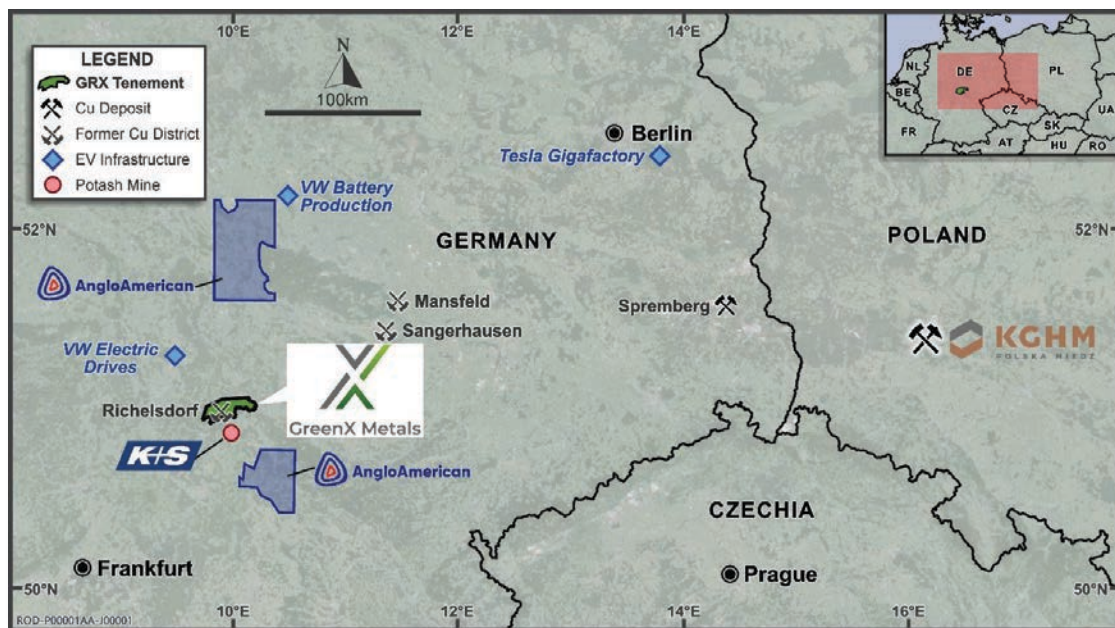 10°E
12°E
14°E
LEGEND
GRX Tenement
Cu Deposit
Former Cu District
EV Infrastructure
Potash Mine
N
100km
NL
DE
PL
BE
CZ
UA
FR
SK
AT
HU
RO
Berlin
Tesla Gigafactory
VW Battery
Production
52°N
GERMANY
POLAND
52°N
AngloAmerican
Mansfeld
Sangerhausen
Spremberg
KGHM
POLSKA MIEDŹ
VW Electric
Drives
Richelsdorf
GreenX Metals
K+S
AngloAmerican
CZECHIA
Frankfurt
Prague
50°N
50°N
10°E
12°E
14°E
16°E
ROD-P00001AA-J00001